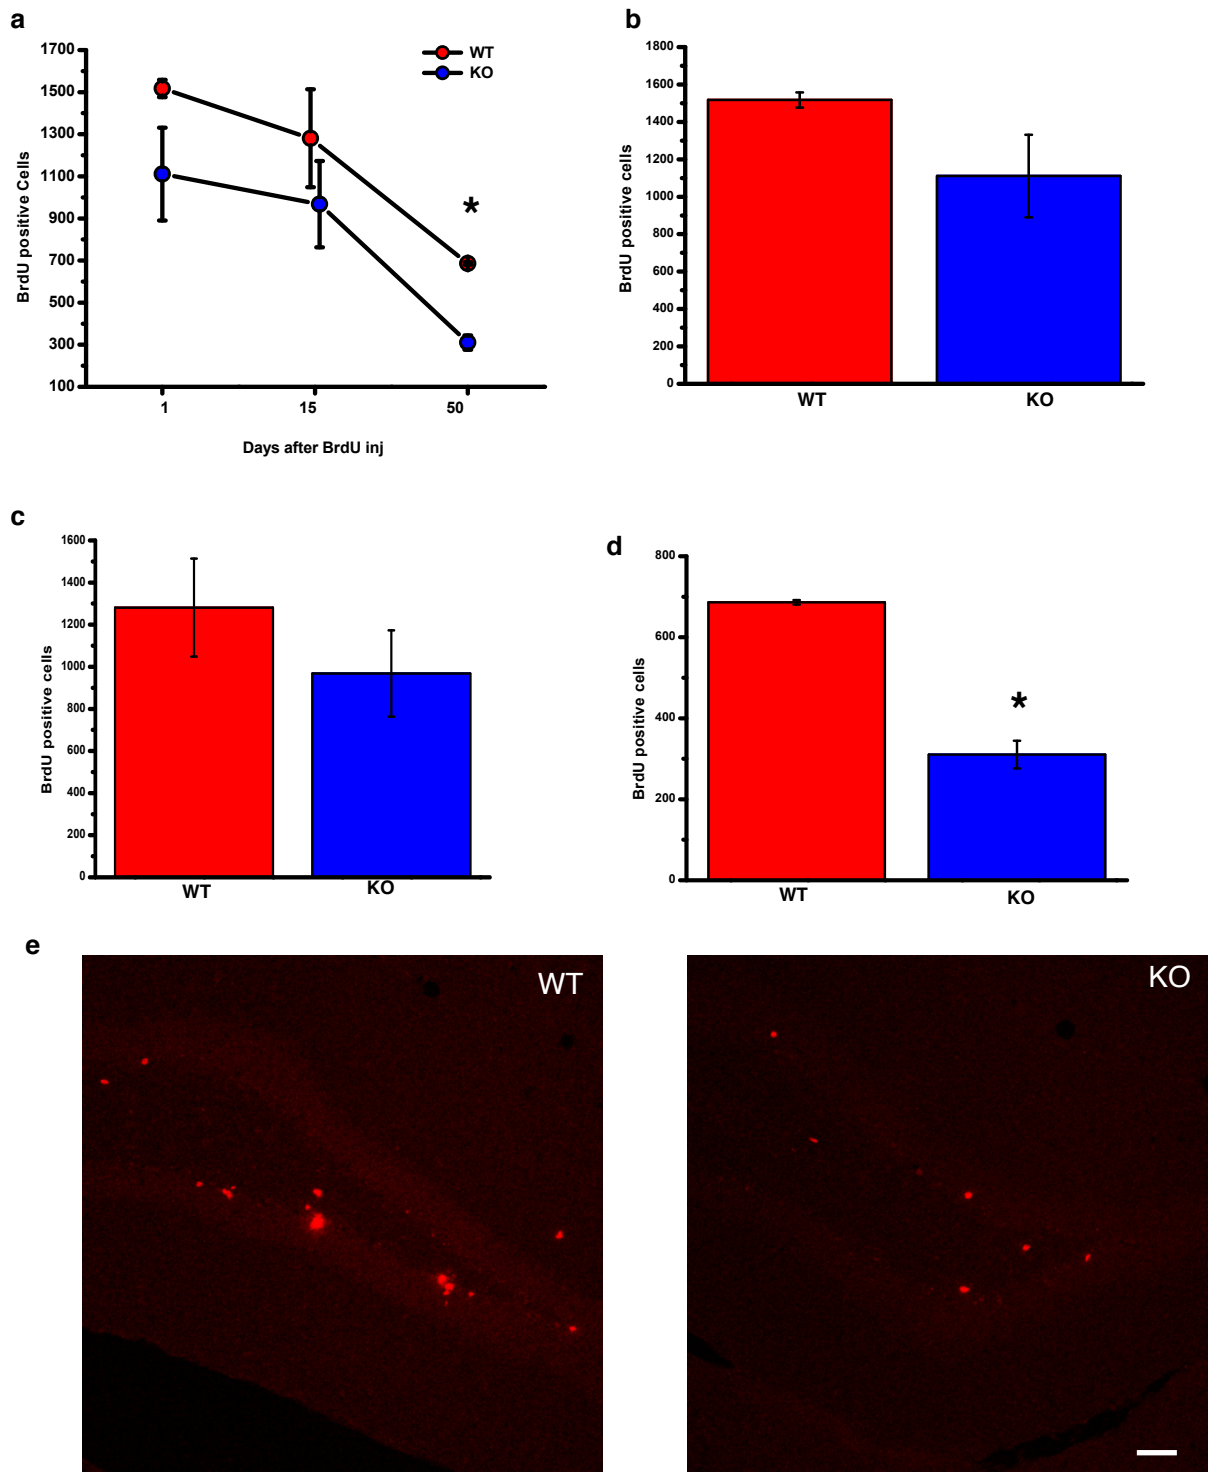 a
1700
1500
1300
1100
900
700
500
300
100
BrdU positive Cells
WT
KO
*
1 15 50
Days after BrdU inj
b
1800
1600
1400
1200
1000
800
600
400
200
0
BrdU positive cells
WT KO
c
1600
1400
1200
1000
800
600
400
200
0
BrdU positive cells
WT KO
d
800
600
400
200
0
BrdU positive cells
*
WT KO
e
WT
KO